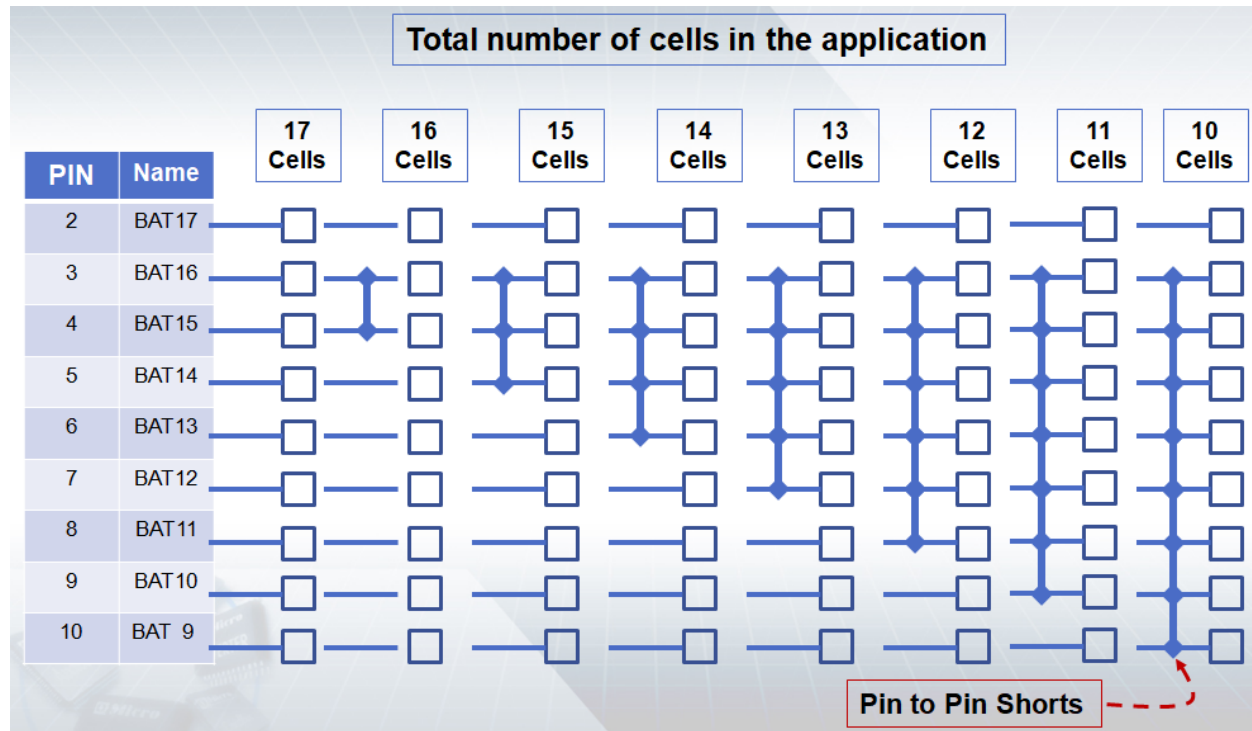 Total number of cells in the application
17 Cells
16 Cells
15 Cells
14 Cells
13 Cells
12 Cells
11 Cells
10 Cells
PIN Name
2 BAT17
3 BAT16
4 BAT15
5 BAT14
6 BAT13
7 BAT12
8 BAT11
9 BAT10
10 BAT 9
Pin to Pin Shorts